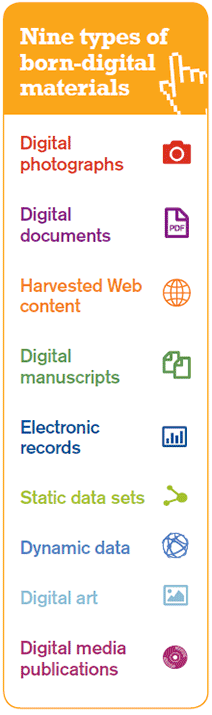 Nine types of
born-digital
materials
Digital
photographs
Digital
documents
PDF
Harvested Web
content
Digital
manuscripts
Electronic
records
Static data sets
Dynamic data
Digital art
Digital media
publications